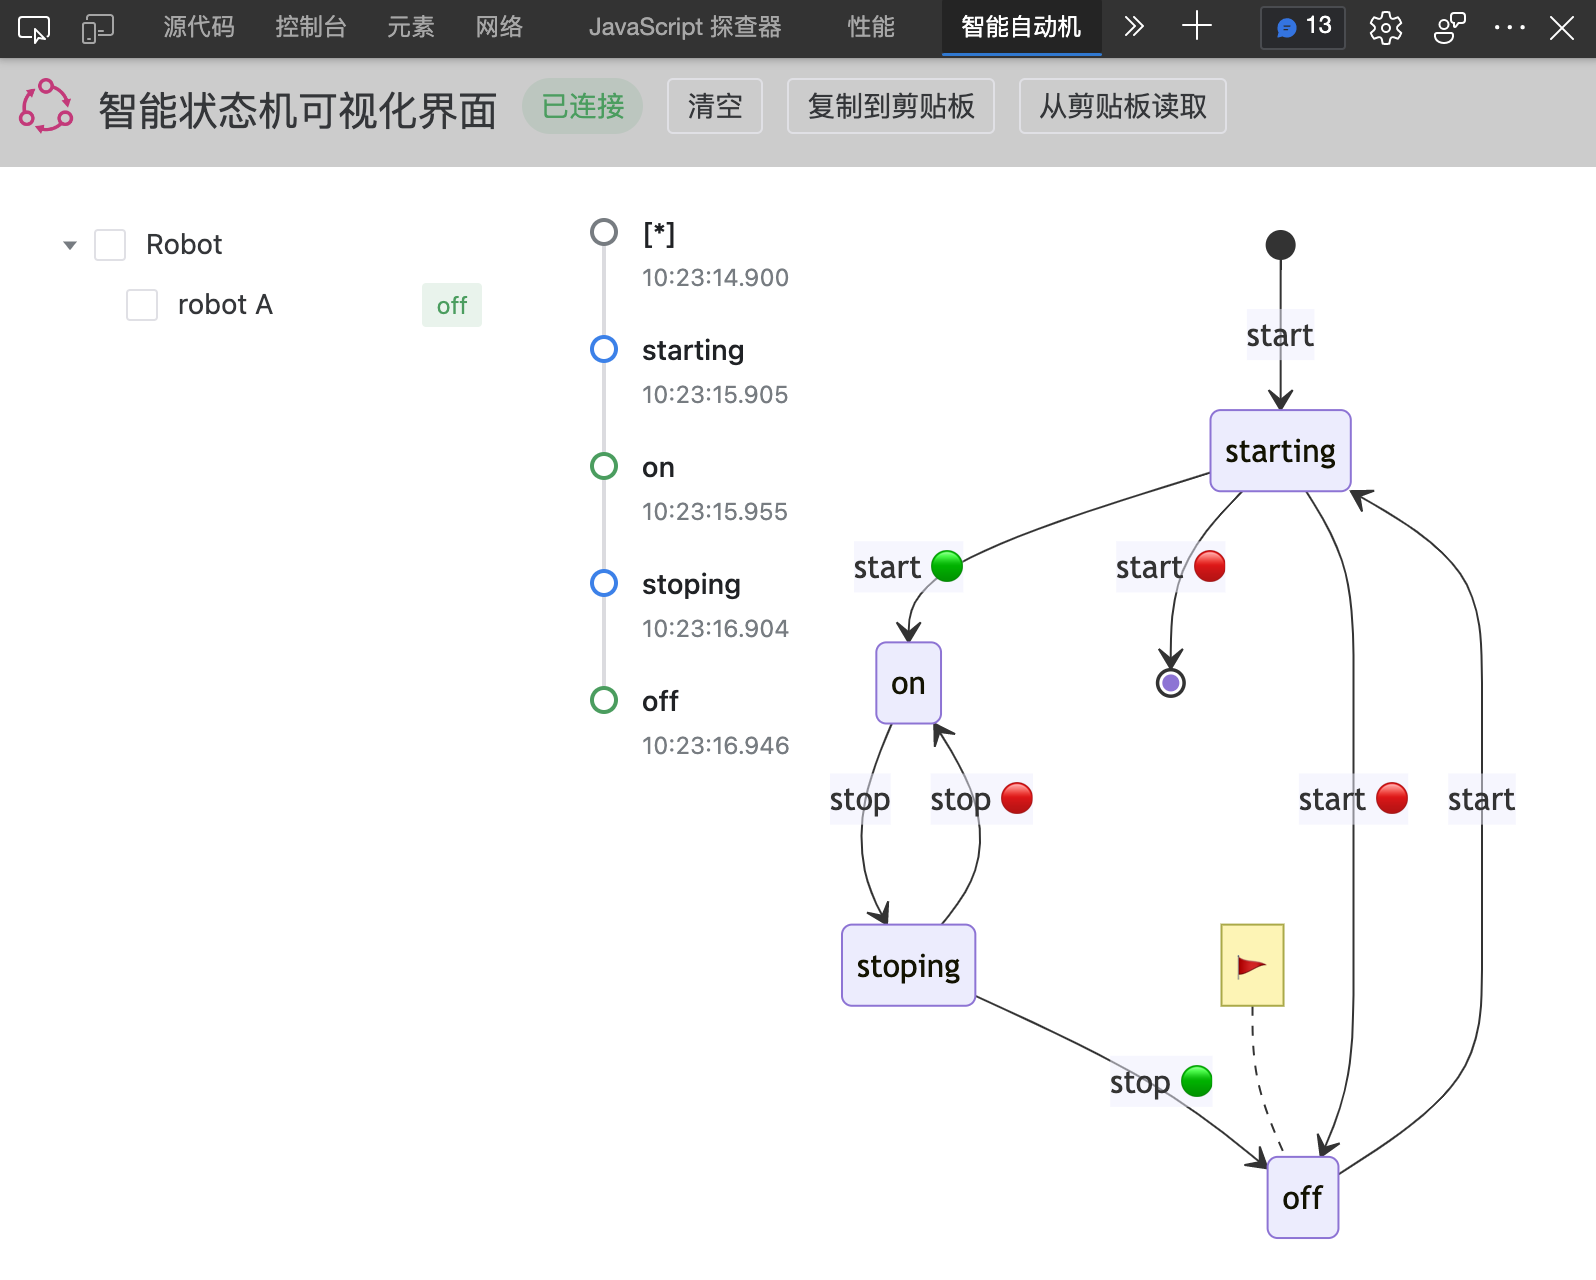 源代码
控制台
元素
网络
JavaScript 探查器
性能
智能自动机
13
智能状态机可视化界面
已连接
清空
复制到剪贴板
从剪贴板读取
Robot
robot A
off
[*]
10:23:14.900
starting
10:23:15.905
on
10:23:15.955
stoping
10:23:16.904
off
10:23:16.946
start
starting
start
start
on
stop
stop
start
start
stoping
stop
off